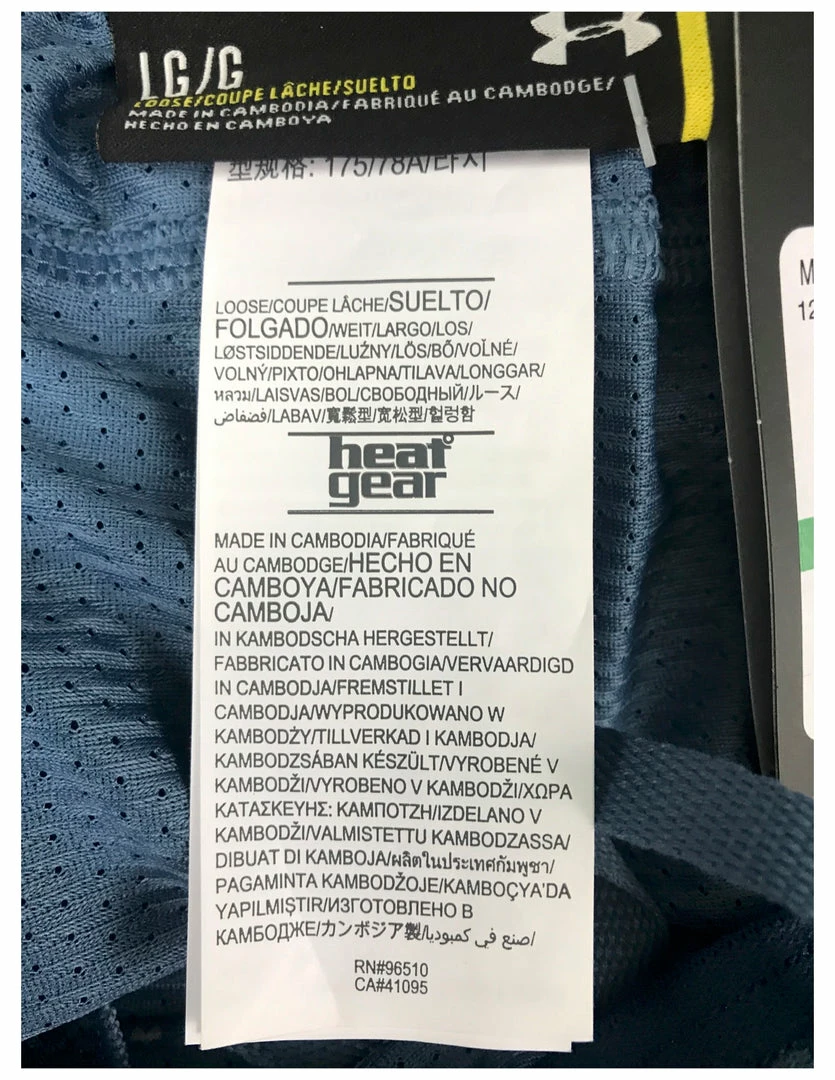 LG/G
LOOSE/COUPE LÂCHE/SUELTO
MADE IN CAMBODIA/FABRIQUÉ AU CAMBODGE/
HECHO EN CAMBOYA
型规格: 175/78A/타시
LOOSE/COUPE LÂCHE/SUELTO/
FOLGADO/WEIT/LARGO/LOS/
LØSTSIDDENDE/LUŹNY/LÖS/BŐ/VOĽNÉ/
VOLNÝ/PIXTO/OHLAPNA/TILAVA/LONGGAR/
หลวม/LAISVAS/BOL/СВОБОДНЫЙ/ルース/
فضفاض/LABAV/寬鬆型/宽松型/헐렁함
heat gear
MADE IN CAMBODIA/FABRIQUÉ
AU CAMBODGE/HECHO EN
CAMBOYA/FABRICADO NO
CAMBOJA/
IN KAMBODSCHA HERGESTELLT/
FABBRICATO IN CAMBOGIA/VERVAARDIGD
IN CAMBODJA/FREMSTILLET I
CAMBODJA/WYPRODUKOWANO W
KAMBODŻY/TILLVERKAD I KAMBODJA/
KAMBODZSÁBAN KÉSZÜLT/VYROBENÉ V
KAMBODŽI/VYROBENO V KAMBODŽI/ΧΩΡΑ
ΚΑΤΑΣΚΕΥΗΣ: ΚΑΜΠΟΤΖΗ/IZDELANO V
KAMBODŽI/VALMISTETTU KAMBODZASSA/
DIBUAT DI KAMBOJA/ผลิตในประเทศกัมพูชา/
PAGAMINTA KAMBODŽOJE/KAMBOÇYA'DA
YAPILMIŞTIR/ИЗГОТОВЛЕНО В
КАМБОДЖЕ/カンボジア製/صنع في كمبوديا/
RN#96510
CA#41095